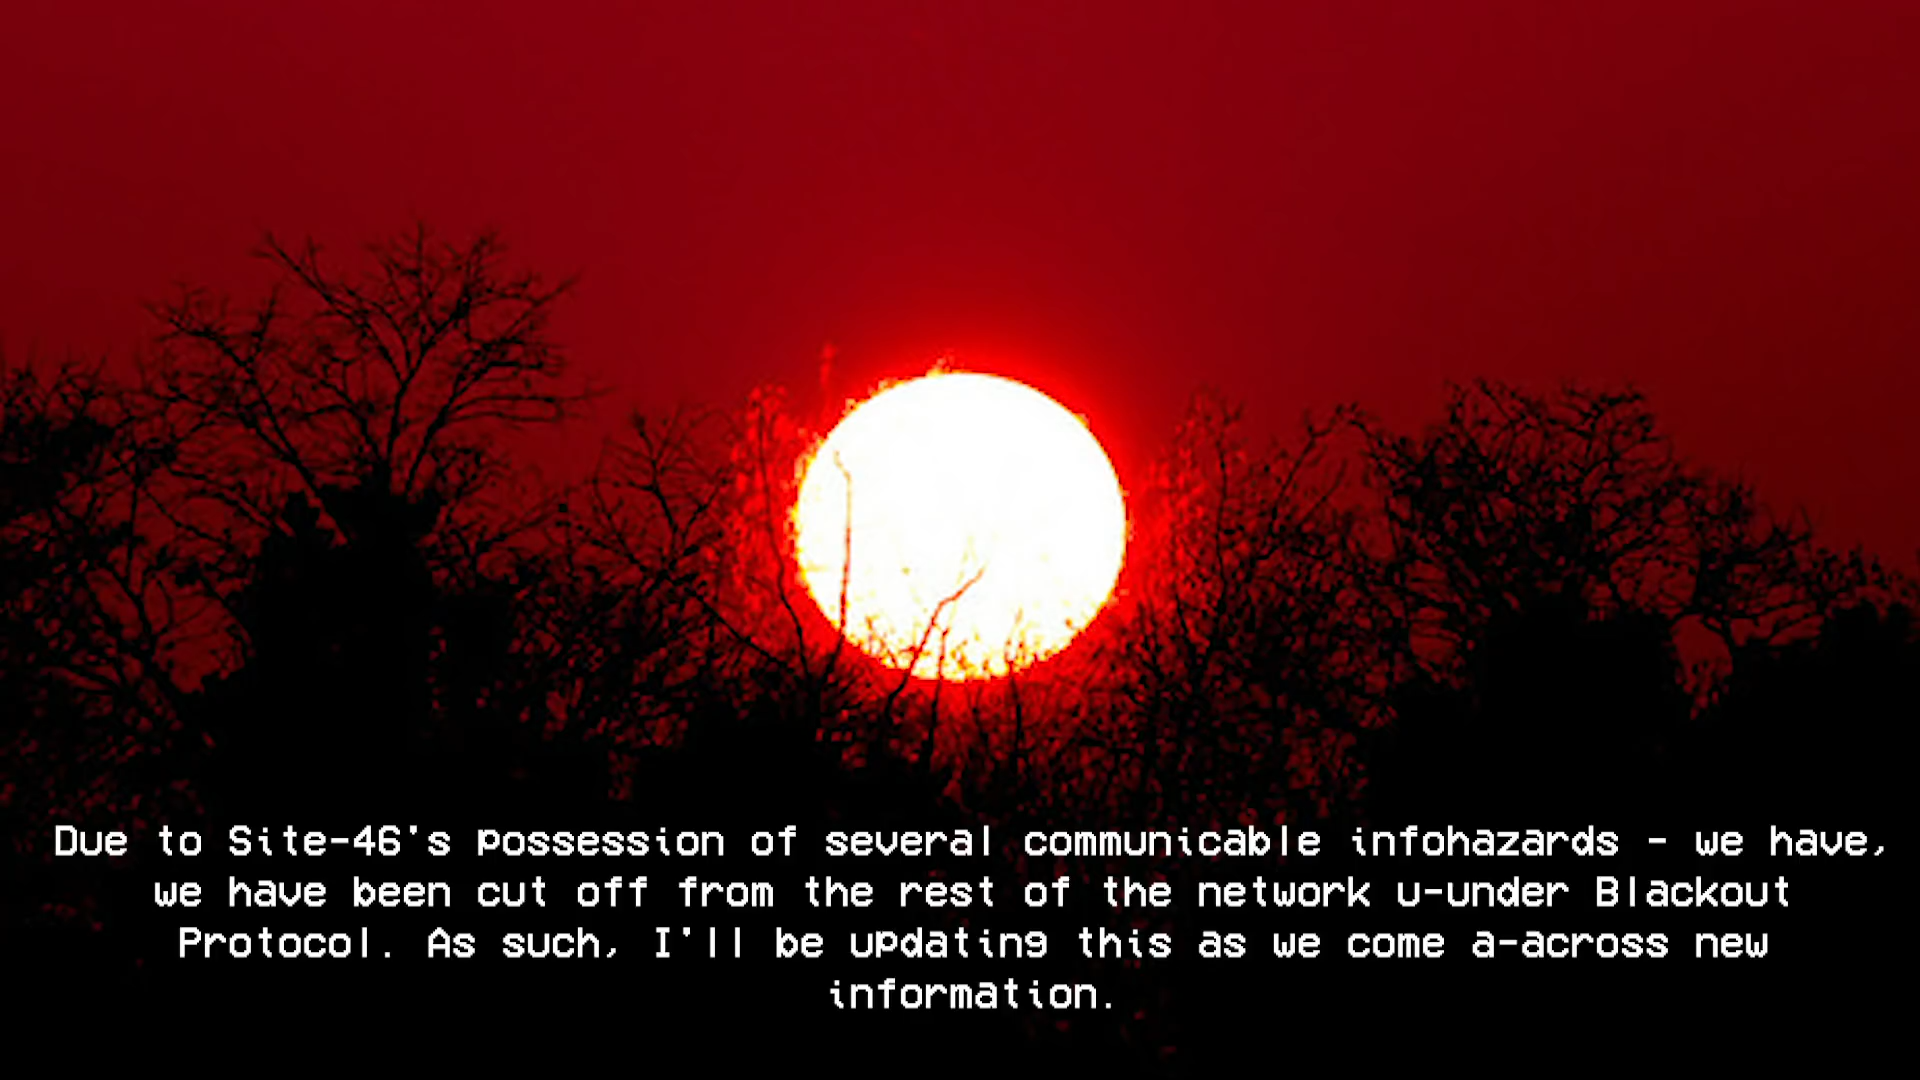 Due to Site-46's possession of several communicable infohazards - we have,
we have been cut off from the rest of the network u-under Blackout
Protocol. As such, I'll be updating this as we come a-across new
information.